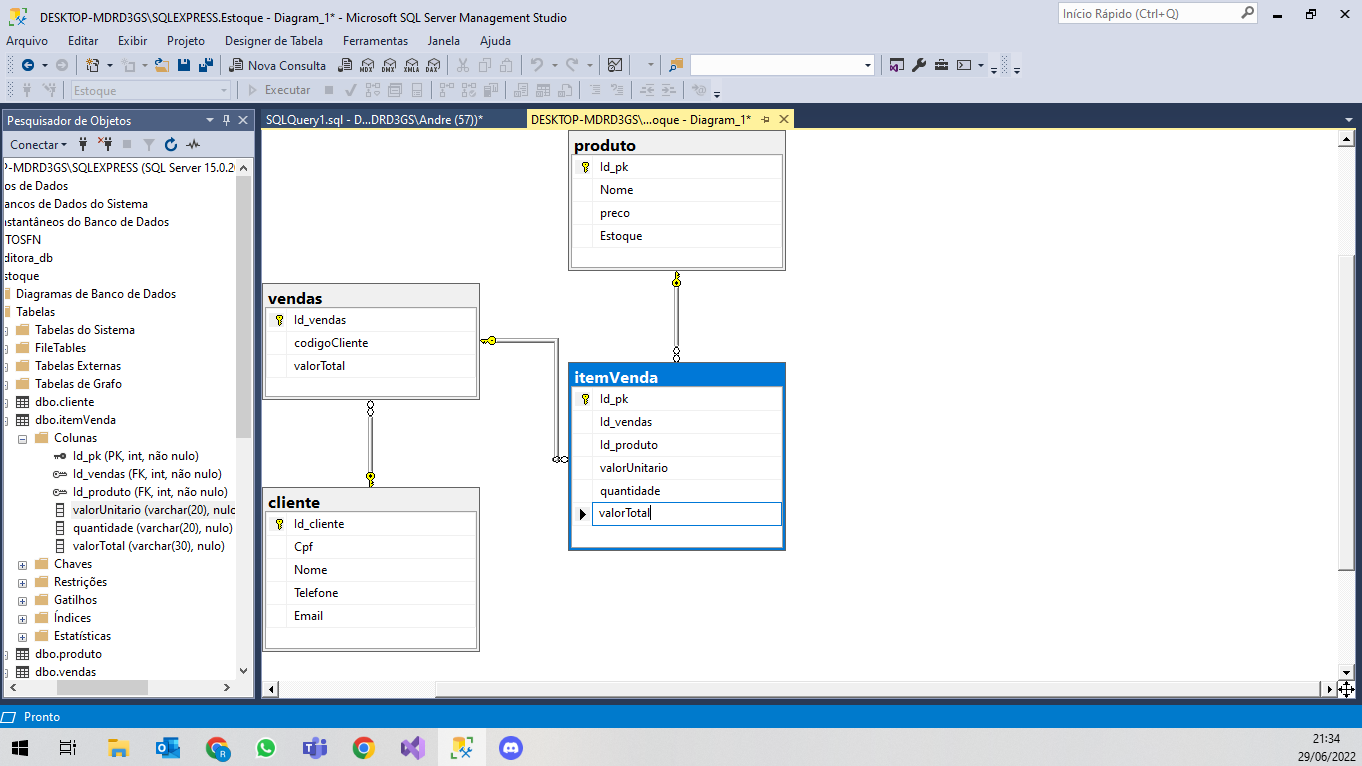 DESKTOP-MDRD3GS\SQLEXPRESS.Estoque - Diagram_1* - Microsoft SQL Server Management Studio
Início Rápido (Ctrl+Q)
Arquivo Editar Exibir Projeto Designer de Tabela Ferramentas Janela Ajuda
Nova Consulta MDX DMX XMLA DAX
Estoque Executar
Pesquisador de Objetos
SQLQuery1.sql - D...DRD3GS\Andre (57))*
DESKTOP-MDRD3GS\...oque - Diagram_1*
Conectar
P-MDRD3GS\SQLEXPRESS (SQL Server 15.0.20
os de Dados
ancos de Dados do Sistema
nstantâneos do Banco de Dados
TOSFN
ditora_db
stoque
Diagramas de Banco de Dados
Tabelas
Tabelas do Sistema
FileTables
Tabelas Externas
Tabelas de Grafo
dbo.cliente
dbo.itemVenda
Colunas
Id_pk (PK, int, não nulo)
Id_vendas (FK, int, não nulo)
Id_produto (FK, int, não nulo)
valorUnitario (varchar(20), nulo
quantidade (varchar(20), nulo)
valorTotal (varchar(30), nulo)
Chaves
Restrições
Gatilhos
Índices
Estatísticas
dbo.produto
dbo.vendas
produto
Id_pk
Nome
preco
Estoque
vendas
Id_vendas
codigoCliente
valorTotal
itemVenda
Id_pk
Id_vendas
Id_produto
valorUnitario
quantidade
valorTotal
cliente
Id_cliente
Cpf
Nome
Telefone
Email
Pronto
21:34
29/06/2022